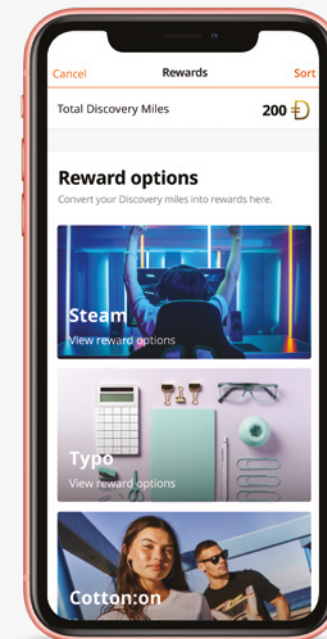 Cancel Rewards Sort
Total Discovery Miles 200
Reward options
Convert your Discovery miles into rewards here.
Steam
View reward options
Typo
View reward options
Cotton:on